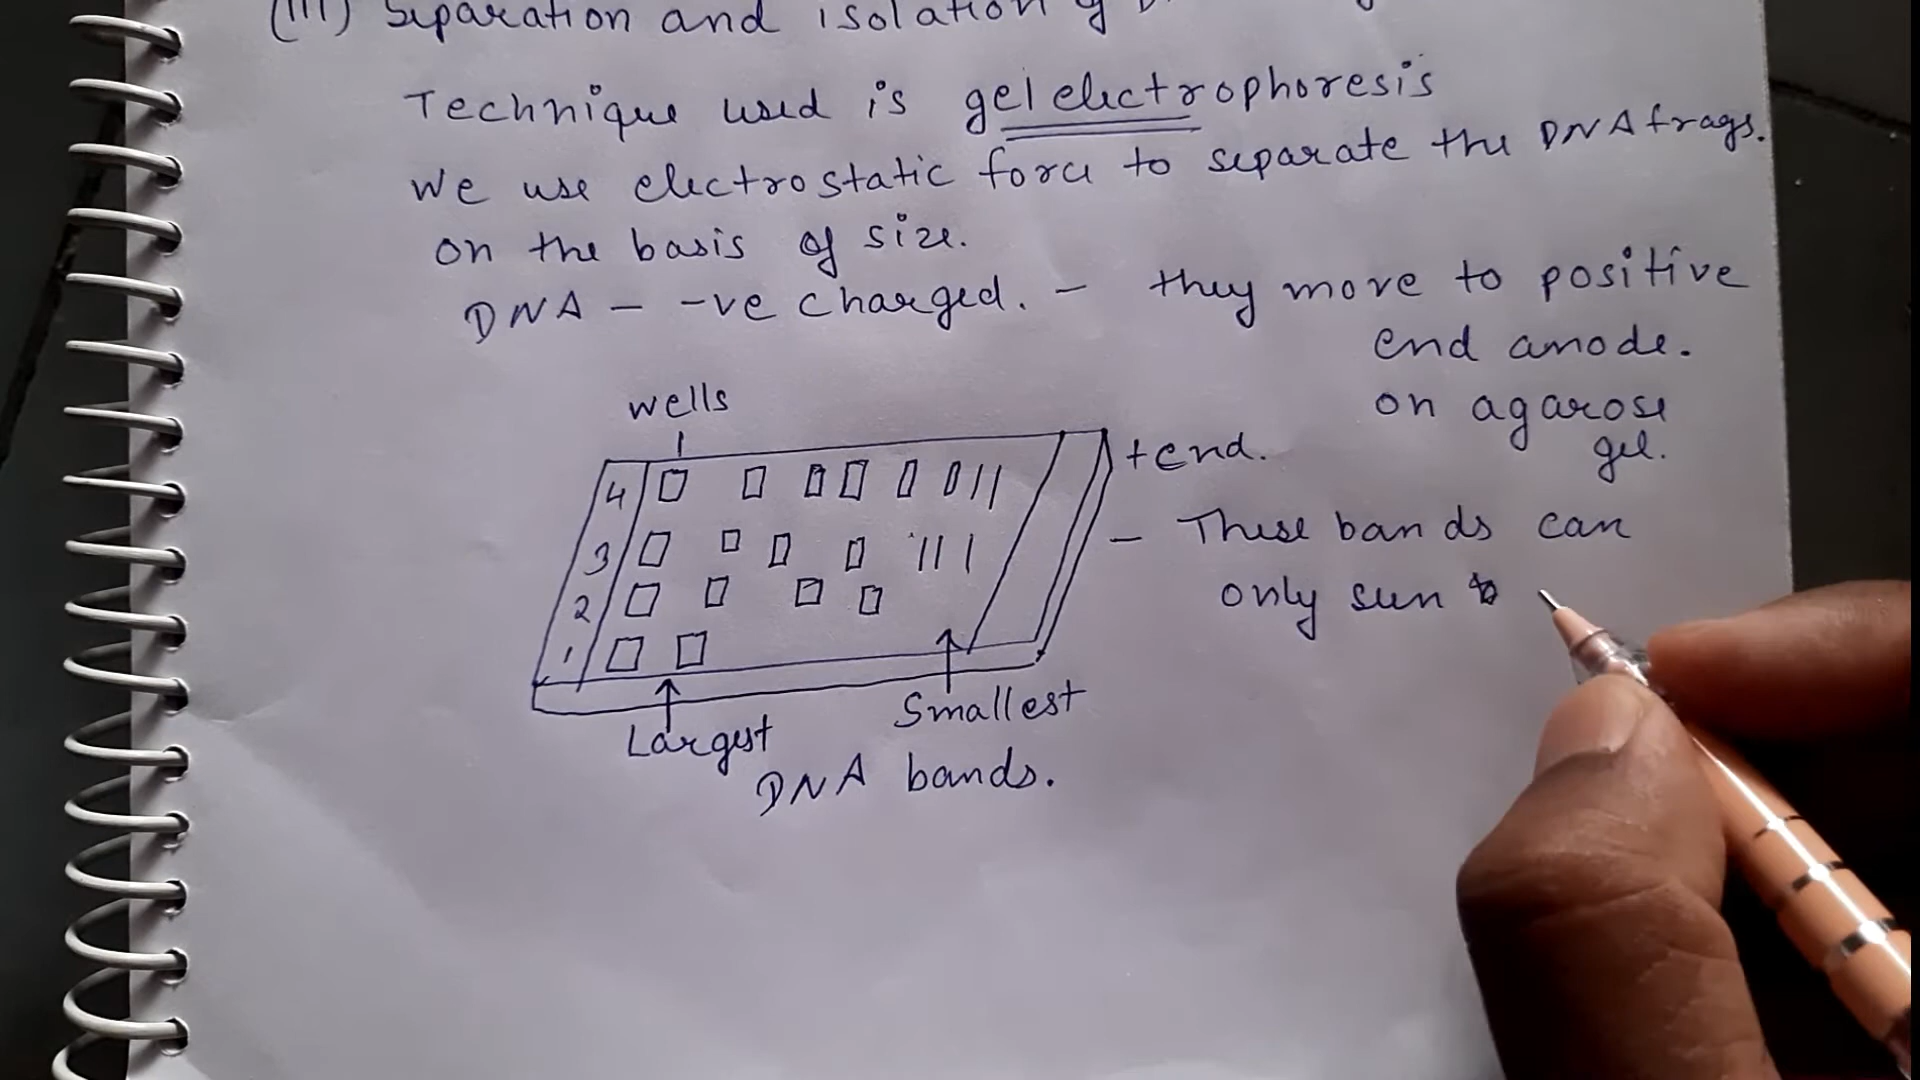 (iii) Separation and isolation of
Technique used is gel electrophoresis
We use electrostatic force to separate the DNA frags.
on the basis of size.
DNA - -ve charged. - they move to positive
end anode.
on agarose
gel.
wells
+ end.
4
3
2
1
- These bands can
only seen
Largest
Smallest
DNA bands.